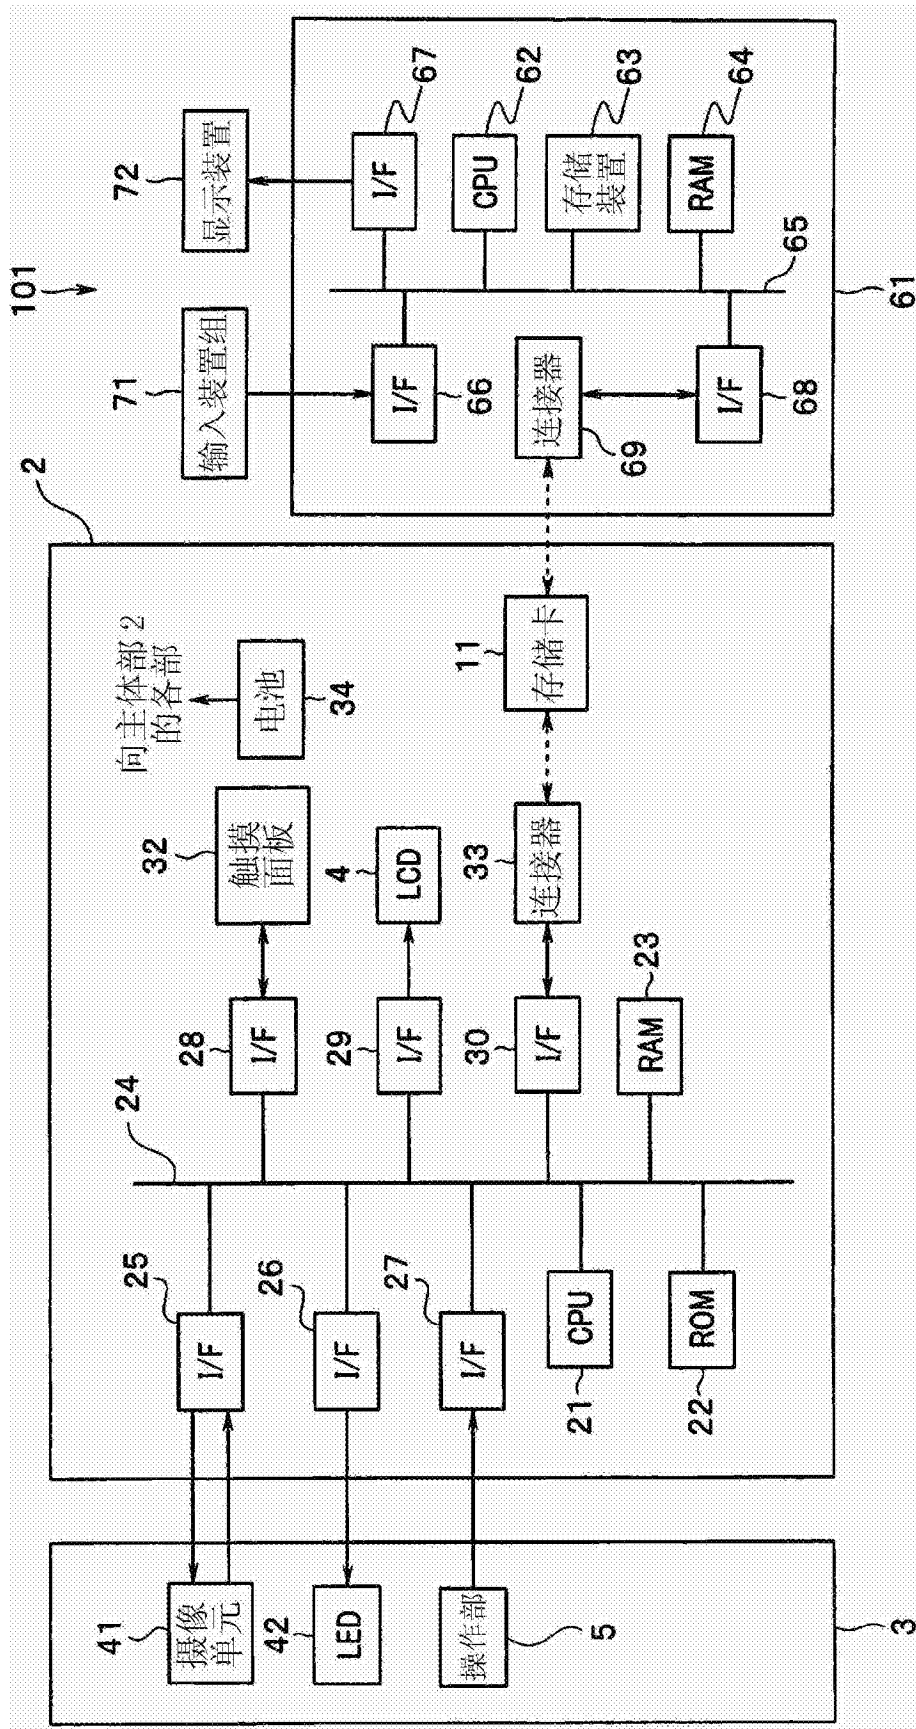 101
2
24
41
摄像
单元
25
I/F
28
I/F
32
触摸
面板
向主体部2
的各部
电池
34
71
输入装置组
72
显示装置
42
LED
26
I/F
29
I/F
4
LCD
I/F
66
I/F
67
5
操作部
27
I/F
30
I/F
33
连接器
11
存储卡
连接器
69
CPU
62
21
CPU
存储
装置
63
22
ROM
RAM
23
I/F
68
RAM
64
65
3
61